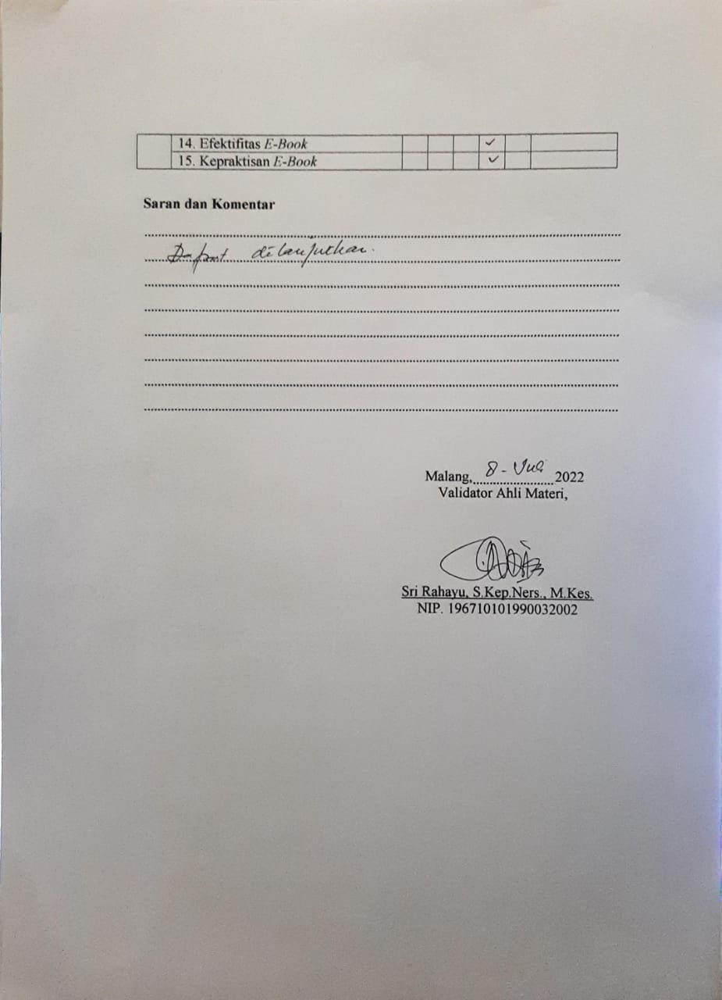 14. Efektifitas E-Book ✓
15. Kepraktisan E-Book ✓
Saran dan Komentar
Dapat dilanjutkan.
Malang, 8 - Juli 2022
Validator Ahli Materi,
Sri Rahayu, S.Kep.Ners., M.Kes.
NIP. 196710101990032002